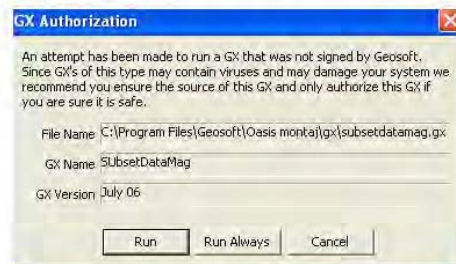 GX Authorization
An attempt has been made to run a GX that was not signed by Geosoft.
Since GX's of this type may contain viruses and may damage your system we
recommend you ensure the source of this GX and only authorize this GX if
you are sure it is safe.
File Name C:\Program Files\Geosoft\Oasis montaj\gx\subsetdatamag.gx
GX Name SUbsetDataMag
GX Version July 06
Run Run Always Cancel